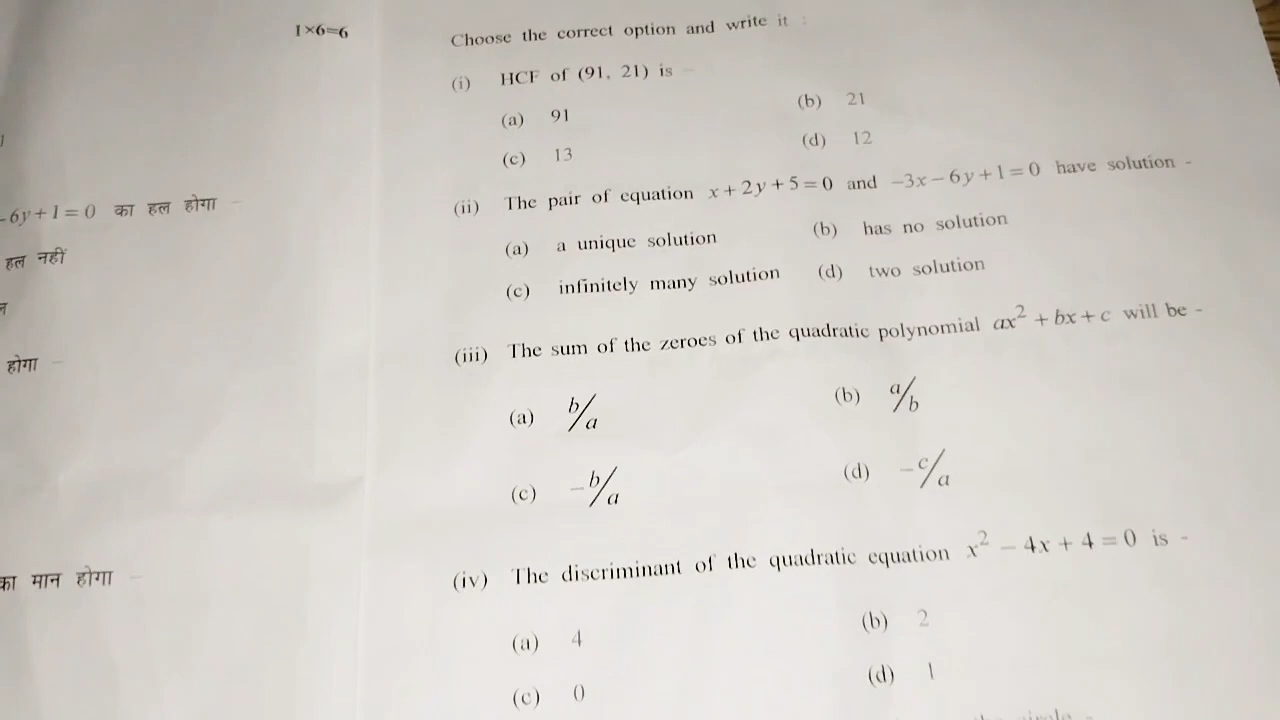 1×6=6
-6y+1=0 का हल होगा –
हल नहीं
होगा –
का मान होगा –
Choose the correct option and write it :
(i) HCF of (91, 21) is –
(a) 91 (b) 21
(c) 13 (d) 12
(ii) The pair of equation x+2y+5=0 and -3x-6y+1=0 have solution -
(a) a unique solution (b) has no solution
(c) infinitely many solution (d) two solution
(iii) The sum of the zeroes of the quadratic polynomial ax²+bx+c will be -
(a) b/a (b) a/b
(c) -b/a (d) -c/a
(iv) The discriminant of the quadratic equation x²-4x+4=0 is -
(a) 4 (b) 2
(c) 0 (d) 1